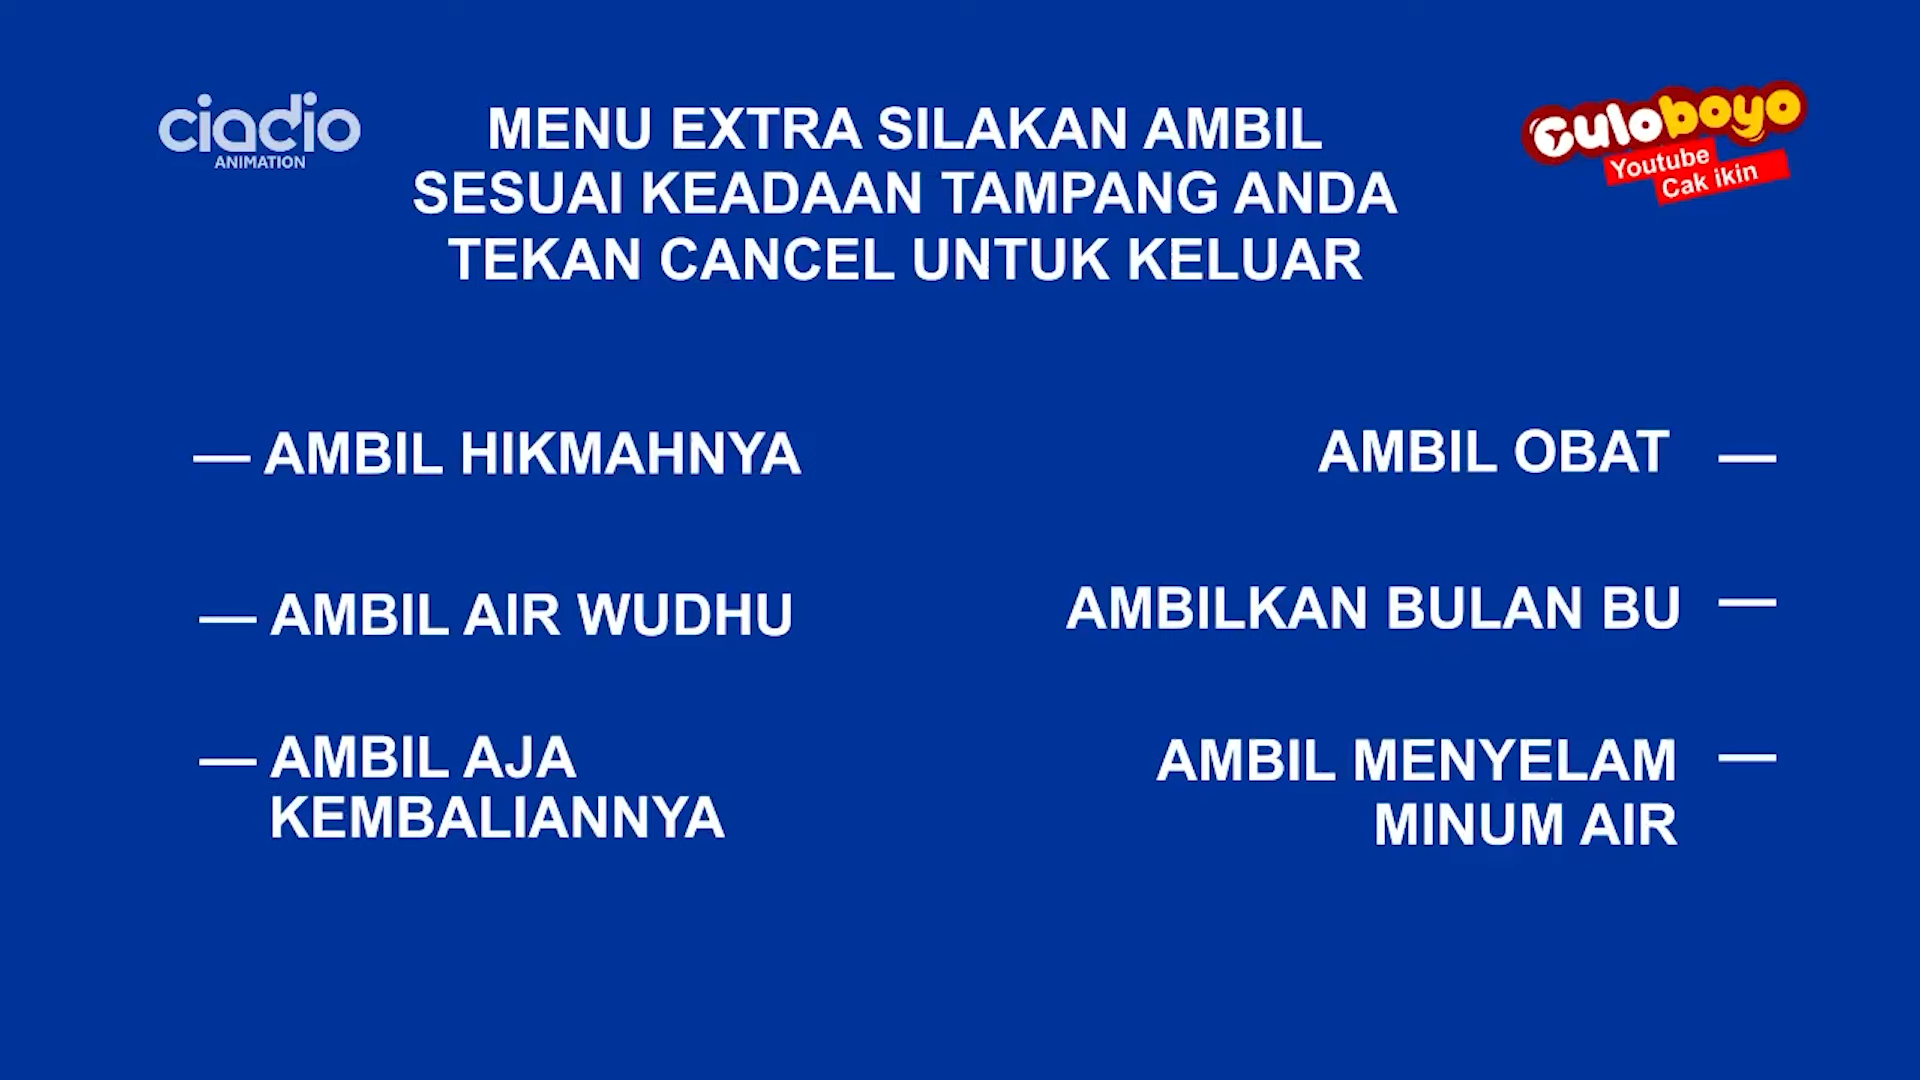 ciadio
ANIMATION
MENU EXTRA SILAKAN AMBIL
SESUAI KEADAAN TAMPANG ANDA
TEKAN CANCEL UNTUK KELUAR
culoboyo
Youtube
Cak ikin
— AMBIL HIKMAHNYA
— AMBIL AIR WUDHU
— AMBIL AJA
KEMBALIANNYA
AMBIL OBAT —
AMBILKAN BULAN BU —
AMBIL MENYELAM —
MINUM AIR